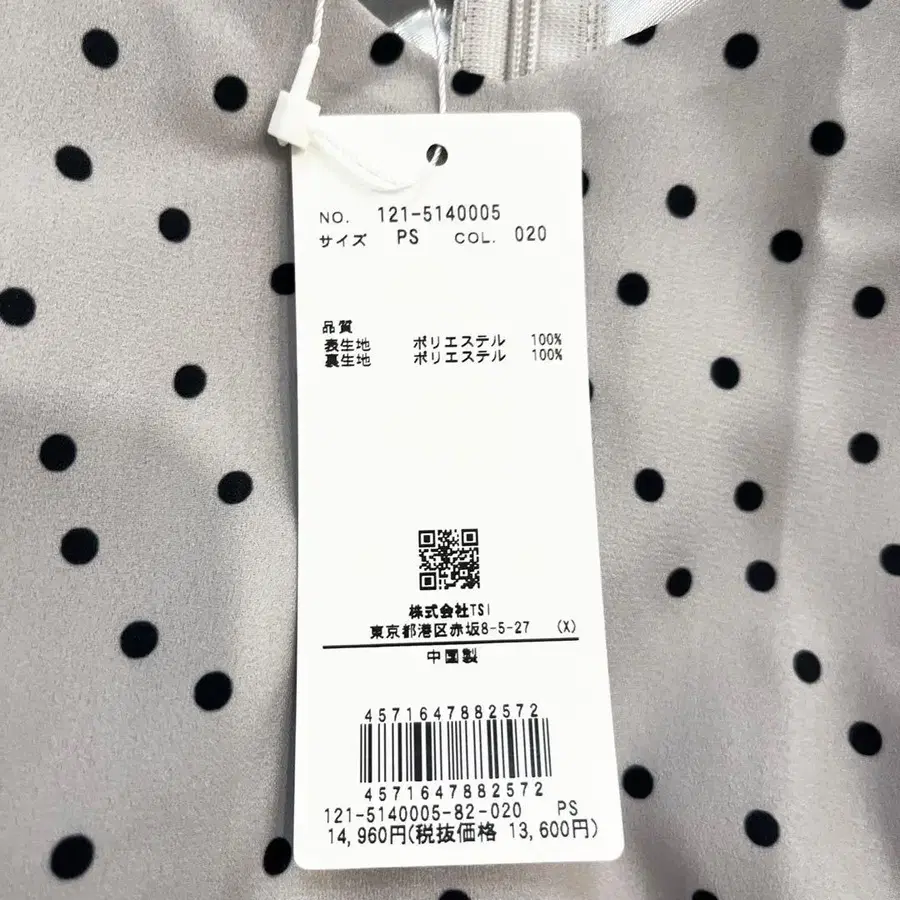 NO. 121-5140005
サイズ PS COL. 020
品質
表生地 ポリエステル 100%
裏生地 ポリエステル 100%
株式会社TSI
東京都港区赤坂8-5-27 (X)
中国製
4571647882572
4571647882572
121-5140005-82-020 PS
14,960円(税抜価格 13,600円)